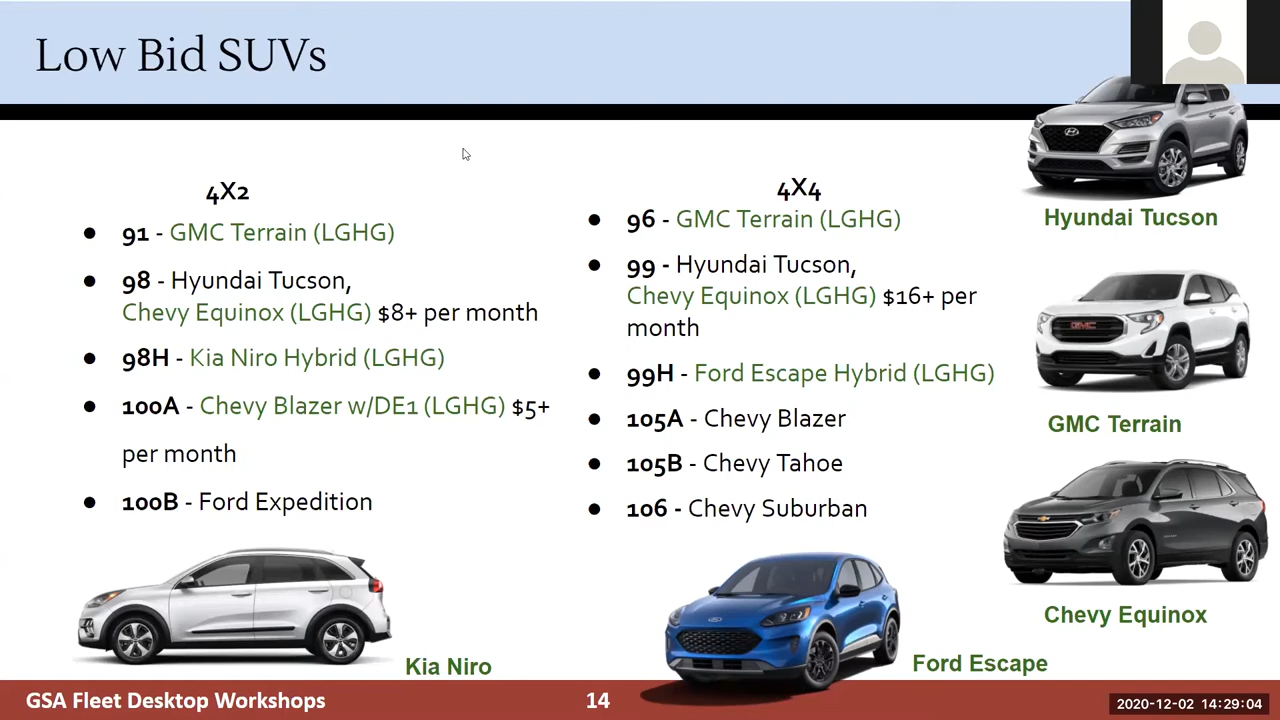 Low Bid SUVs
4X2
91 - GMC Terrain (LGHG)
98 - Hyundai Tucson,
Chevy Equinox (LGHG) $8+ per month
98H - Kia Niro Hybrid (LGHG)
100A - Chevy Blazer w/DE1 (LGHG) $5+
per month
100B - Ford Expedition
4X4
96 - GMC Terrain (LGHG)
99 - Hyundai Tucson,
Chevy Equinox (LGHG) $16+ per
month
99H - Ford Escape Hybrid (LGHG)
105A - Chevy Blazer
105B - Chevy Tahoe
106 - Chevy Suburban
Hyundai Tucson
GMC
GMC Terrain
Chevy Equinox
Kia Niro
Ford Escape
GSA Fleet Desktop Workshops
14
2020-12-02 14:29:04